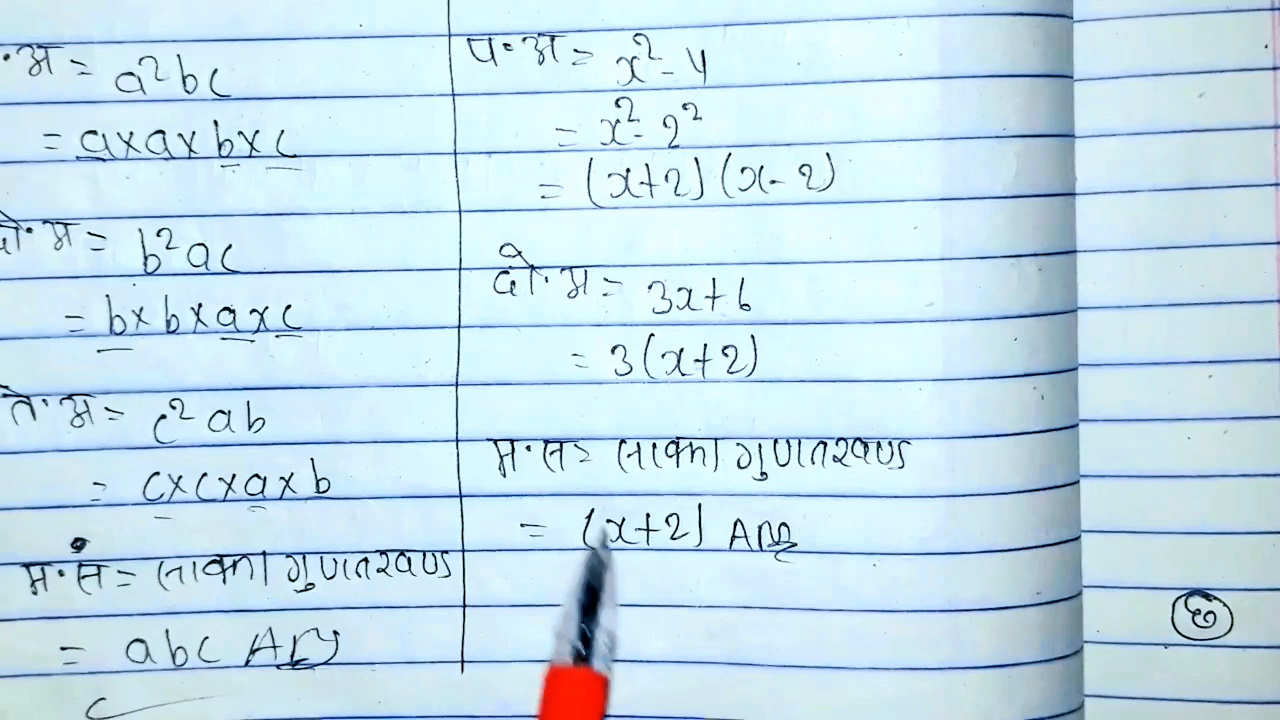 ·अ = a²bc
= a×a×b×c
दो·अ = b²ac
= b×b×a×c
ते·अ = c²ab
= c×c×a×b
म·सं = साका गुणनखण्ड
= abc Ans
प·अ = x²-4
= x²-2²
= (x+2)(x-2)
दो·अ = 3x+6
= 3(x+2)
म·स = साका गुणनखण्ड
= (x+2) Ans